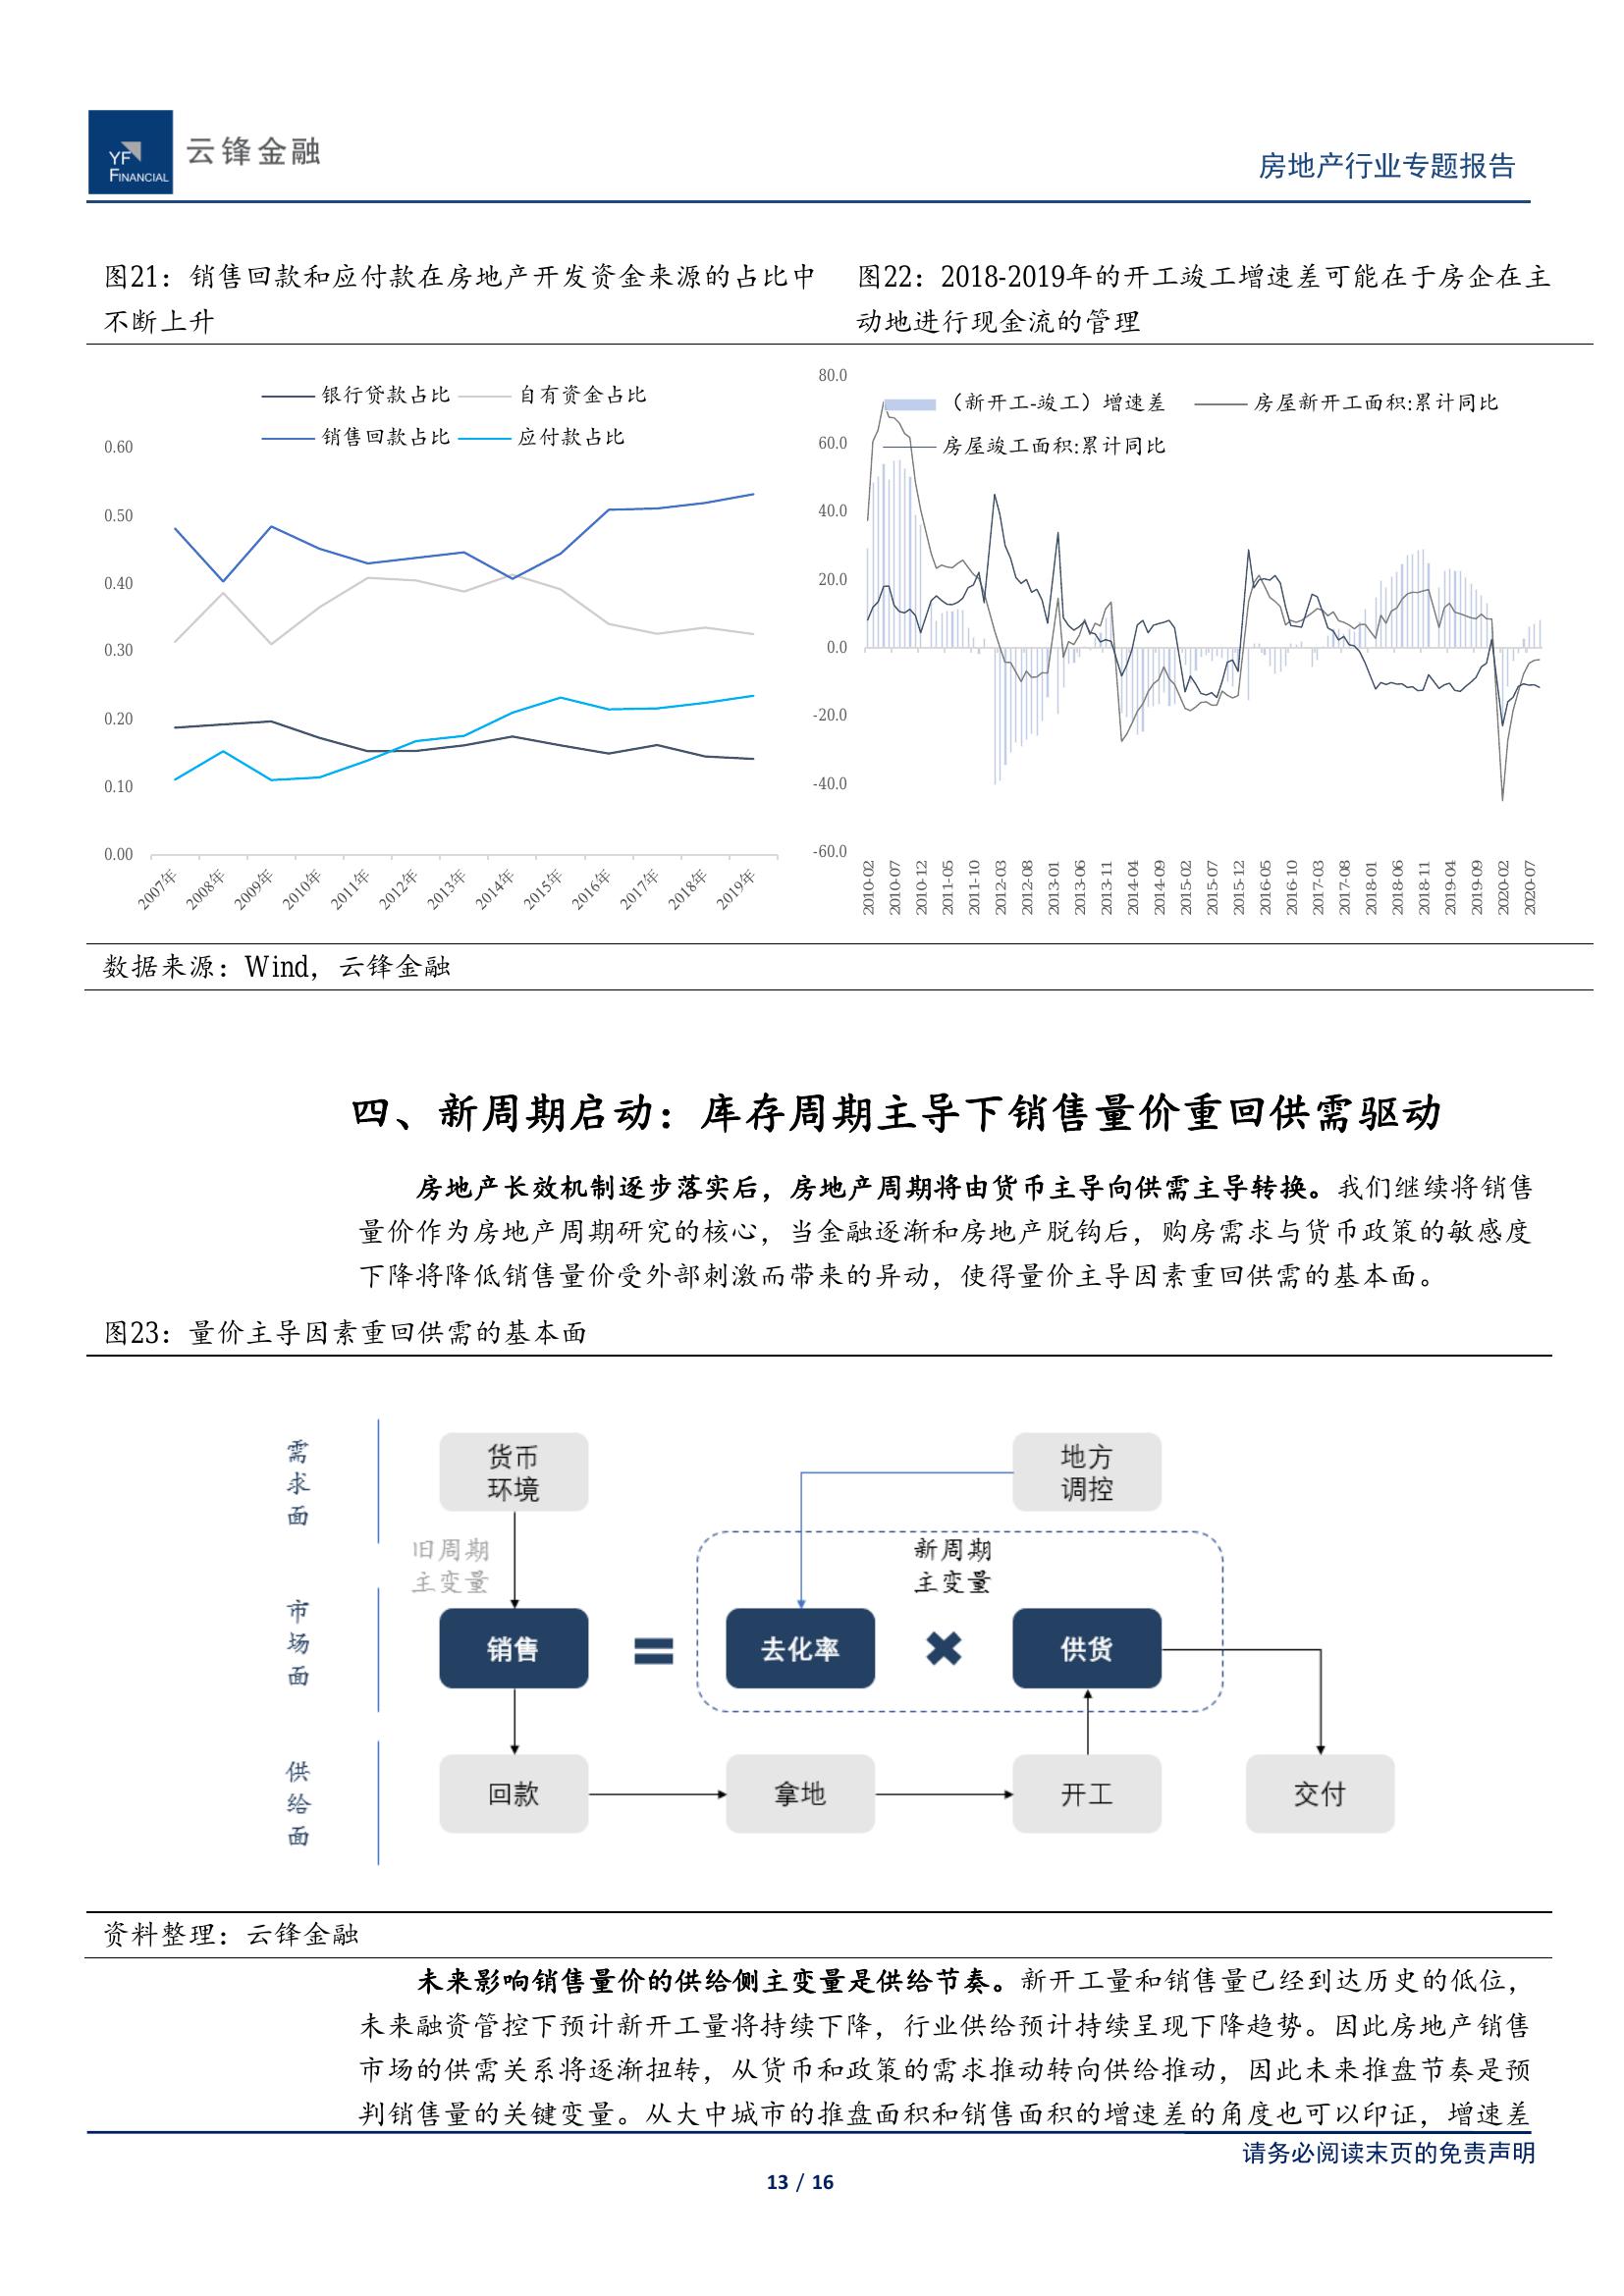 YF
FINANCIAL
云锋金融
房地产行业专题报告
图21：销售回款和应付款在房地产开发资金来源的占比中
不断上升
银行贷款占比 自有资金占比
销售回款占比 应付款占比
0.60
0.50
0.40
0.30
0.20
0.10
0.00
2007年 2008年 2009年 2010年 2011年 2012年 2013年 2014年 2015年 2016年 2017年 2018年 2019年
图22：2018-2019年的开工竣工增速差可能在于房企在主
动地进行现金流的管理
（新开工-竣工）增速差 房屋新开工面积:累计同比
房屋竣工面积:累计同比
80.0
60.0
40.0
20.0
0.0
-20.0
-40.0
-60.0
2010-02 2010-07 2010-12 2011-05 2011-10 2012-03 2012-08 2013-01 2013-06 2013-11 2014-04 2014-09 2015-02 2015-07 2015-12 2016-05 2016-10 2017-03 2017-08 2018-01 2018-06 2018-11 2019-04 2019-09 2020-02 2020-07
数据来源：Wind，云锋金融
四、新周期启动：库存周期主导下销售量价重回供需驱动
房地产长效机制逐步落实后，房地产周期将由货币主导向供需主导转换。我们继续将销售
量价作为房地产周期研究的核心，当金融逐渐和房地产脱钩后，购房需求与货币政策的敏感度
下降将降低销售量价受外部刺激而带来的异动，使得量价主导因素重回供需的基本面。
图23：量价主导因素重回供需的基本面
需
求
面
货币
环境
地方
调控
旧周期
主变量
新周期
主变量
市
场
面
销售
=
去化率
×
供货
供
给
面
回款
拿地
开工
交付
资料整理：云锋金融
未来影响销售量价的供给侧主变量是供给节奏。新开工量和销售量已经到达历史的低位，
未来融资管控下预计新开工量将持续下降，行业供给预计持续呈现下降趋势。因此房地产销售
市场的供需关系将逐渐扭转，从货币和政策的需求推动转向供给推动，因此未来推盘节奏是预
判销售量的关键变量。从大中城市的推盘面积和销售面积的增速差的角度也可以印证，增速差
请务必阅读末页的免责声明
13 / 16